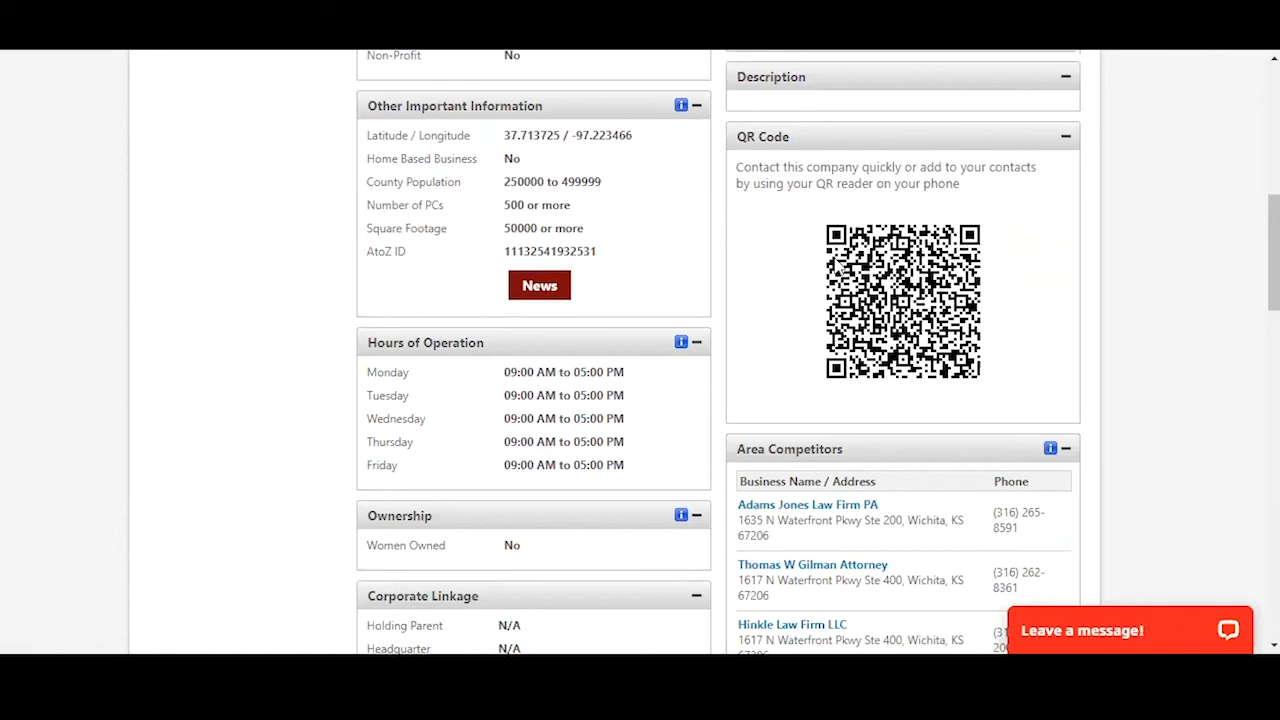 Non-Profit No
Other Important Information
Latitude / Longitude 37.713725 / -97.223466
Home Based Business No
County Population 250000 to 499999
Number of PCs 500 or more
Square Footage 50000 or more
AtoZ ID 11132541932531
News
Hours of Operation
Monday 09:00 AM to 05:00 PM
Tuesday 09:00 AM to 05:00 PM
Wednesday 09:00 AM to 05:00 PM
Thursday 09:00 AM to 05:00 PM
Friday 09:00 AM to 05:00 PM
Ownership
Women Owned No
Corporate Linkage
Holding Parent N/A
Headquarter N/A
Description
QR Code
Contact this company quickly or add to your contacts
by using your QR reader on your phone
Area Competitors
Business Name / Address Phone
Adams Jones Law Firm PA
1635 N Waterfront Pkwy Ste 200, Wichita, KS
67206
(316) 265-
8591
Thomas W Gilman Attorney
1617 N Waterfront Pkwy Ste 400, Wichita, KS
67206
(316) 262-
8361
Hinkle Law Firm LLC
1617 N Waterfront Pkwy Ste 400, Wichita, KS
Leave a message!